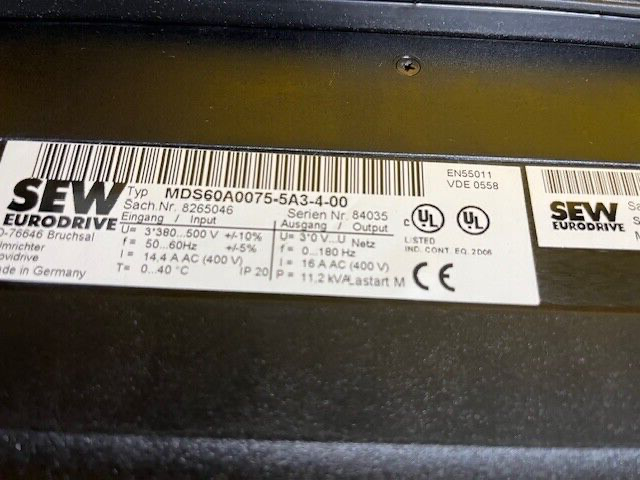 SEW
EURODRIVE
D-76646 Bruchsal
mrichter
ovidrive
ade in Germany
Typ MDS60A0075-5A3-4-00
Sach.Nr. 8265046
Serien Nr. 84035
Eingang / Input
U= 3*380...500 V +/-10%
f = 50...60Hz +/-5%
I = 14,4 A AC (400 V)
T= 0...40°C
IP 20
Ausgang / Output
U= 3*0 V...U Netz
f = 0...180 Hz
I = 16 A AC (400 V)
P = 11,2 kVA Lastart M
EN55011
VDE 0558
c UL UL
LISTED
IND. CONT. EQ. 2D06
CE
SEW
EURODRIVE
S
M